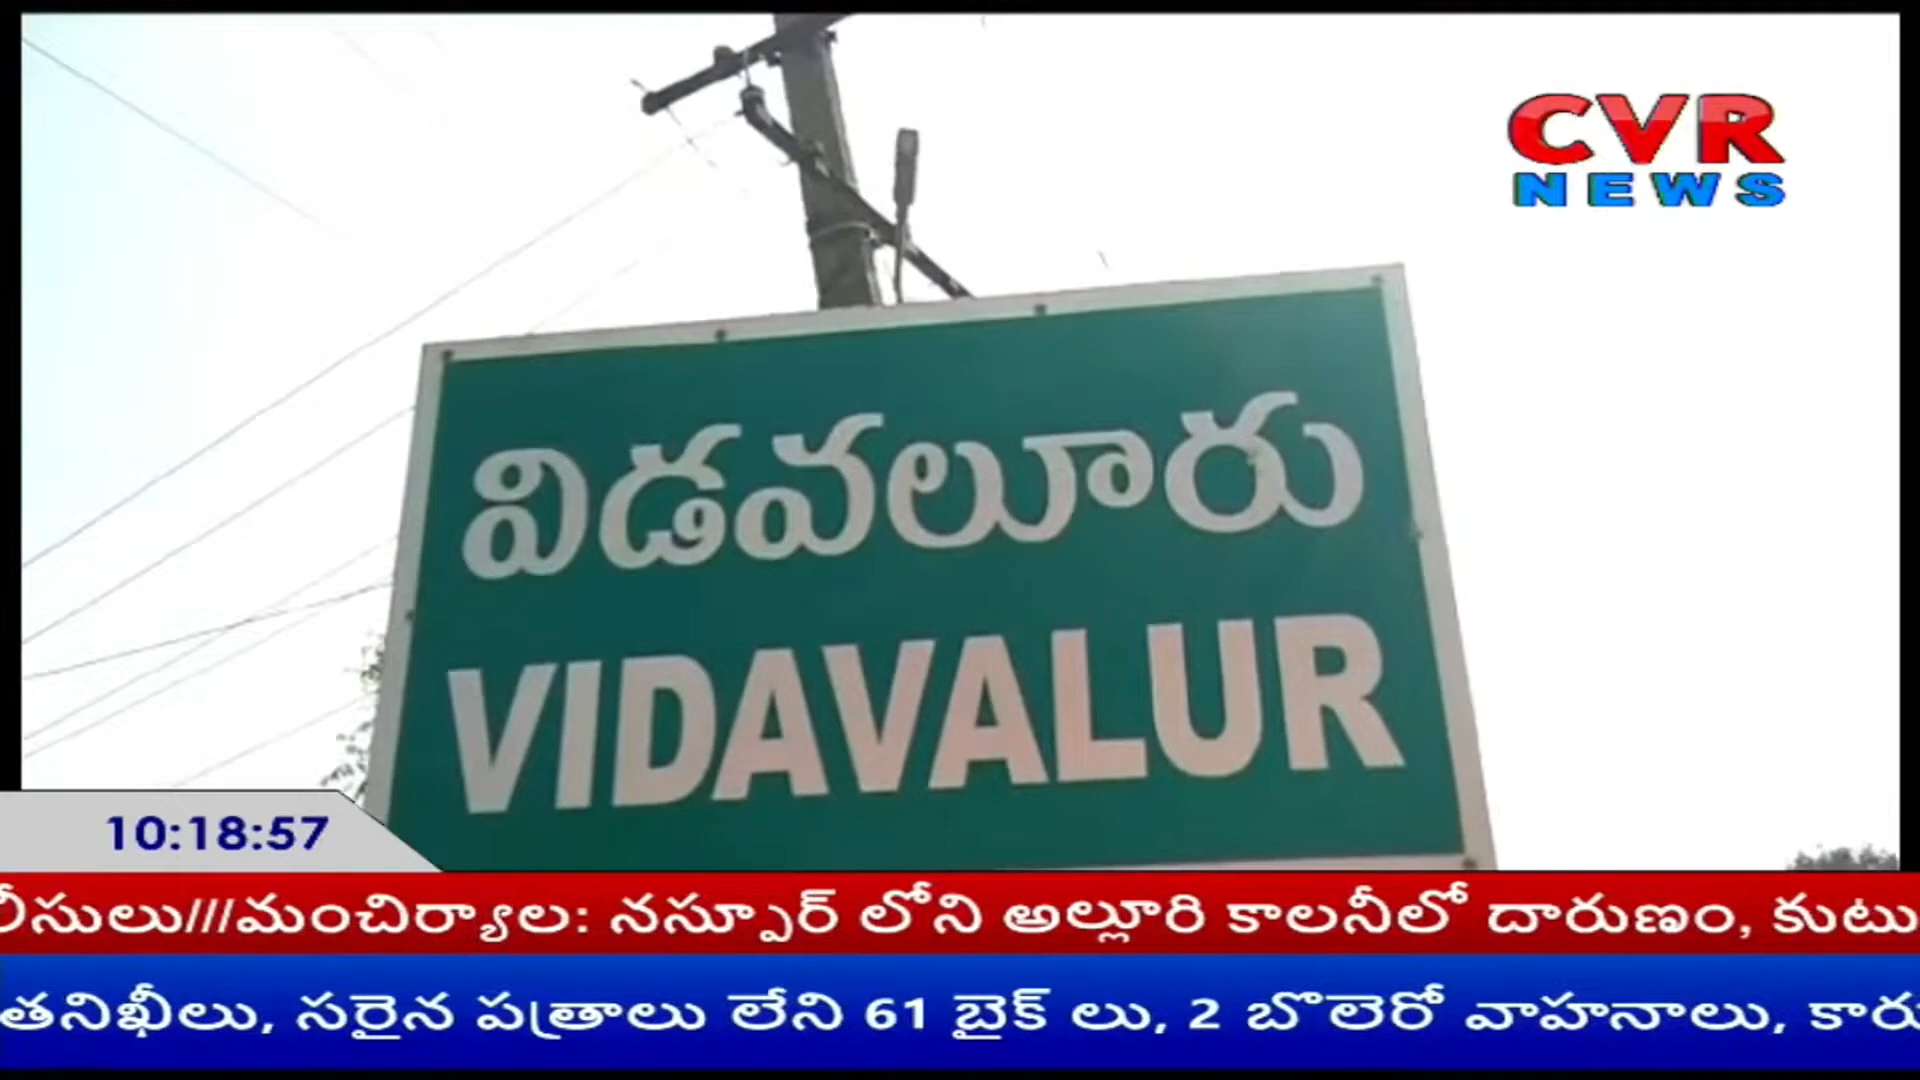 CVR
NEWS
విడవలూరు
VIDAVALUR
10:18:57
///మంచిర్యాల: నస్పూర్ లోని అల్లూరి కాలనీలో దారుణం,
తనిఖీలు, సరైన పత్రాలు లేని 61 బైక్ లు, 2 బొలెరో వాహనాలు,